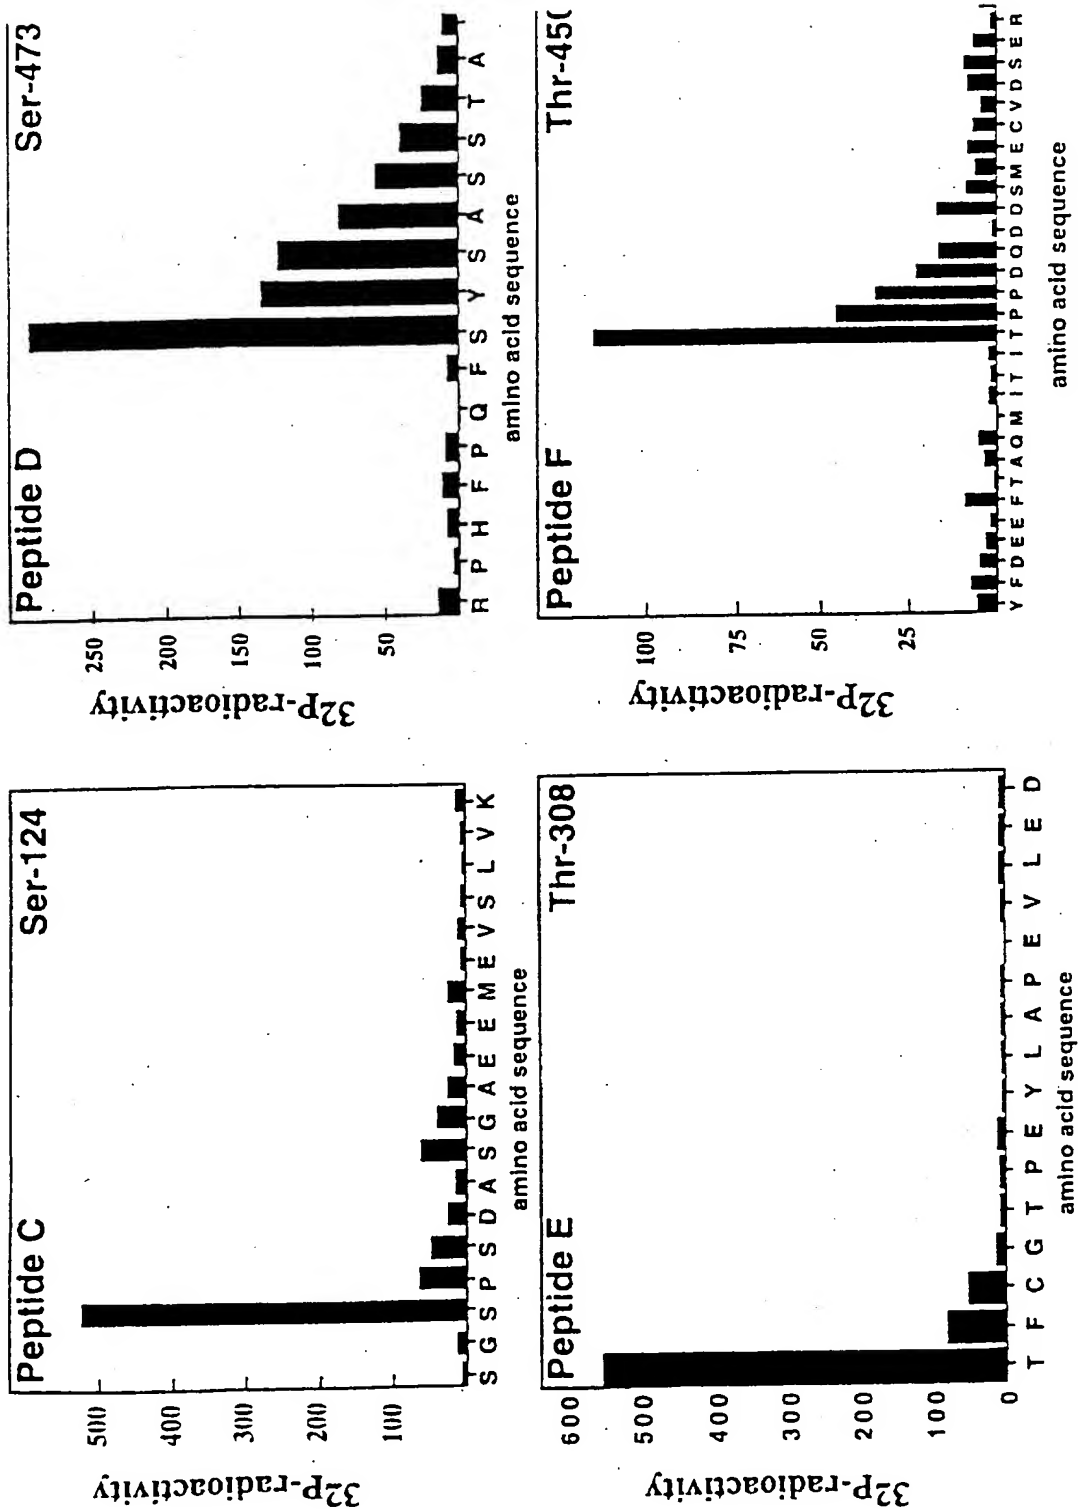 Peptide C
Ser-124
500
400
300
200
100
32P-radioactivity
S G S P S D A S G A E E M E V S L V K
amino acid sequence
Peptide D
Ser-473
250
200
150
100
50
32P-radioactivity
R P H F P Q F S Y S A S S T A
amino acid sequence
Peptide E
Thr-308
600
500
400
300
200
100
0
32P-radioactivity
T F C G T P E Y L A P E V L E D
amino acid sequence
Peptide F
Thr-45
100
75
50
25
32P-radioactivity
Y F D E E F T A Q M I T I T P P D Q D D S M E C V D S E R
amino acid sequence